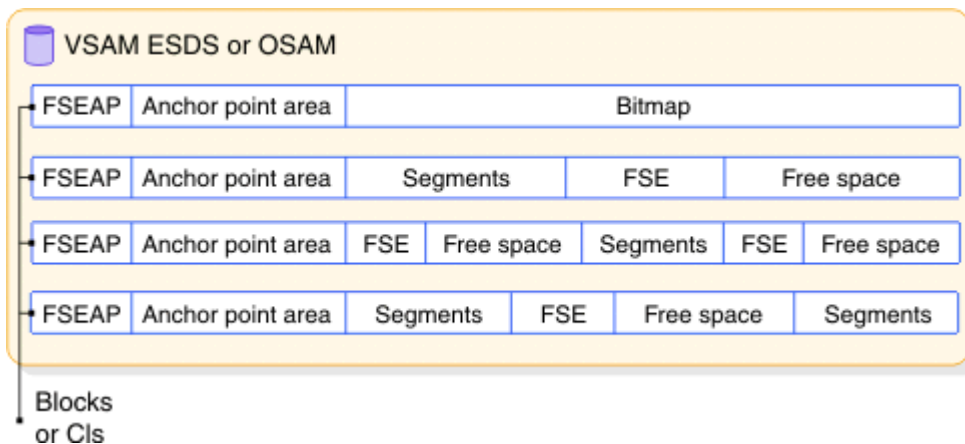 VSAM ESDS or OSAM
FSEAP Anchor point area Bitmap
FSEAP Anchor point area Segments FSE Free space
FSEAP Anchor point area FSE Free space Segments FSE Free space
FSEAP Anchor point area Segments FSE Free space Segments
Blocks
or CIs